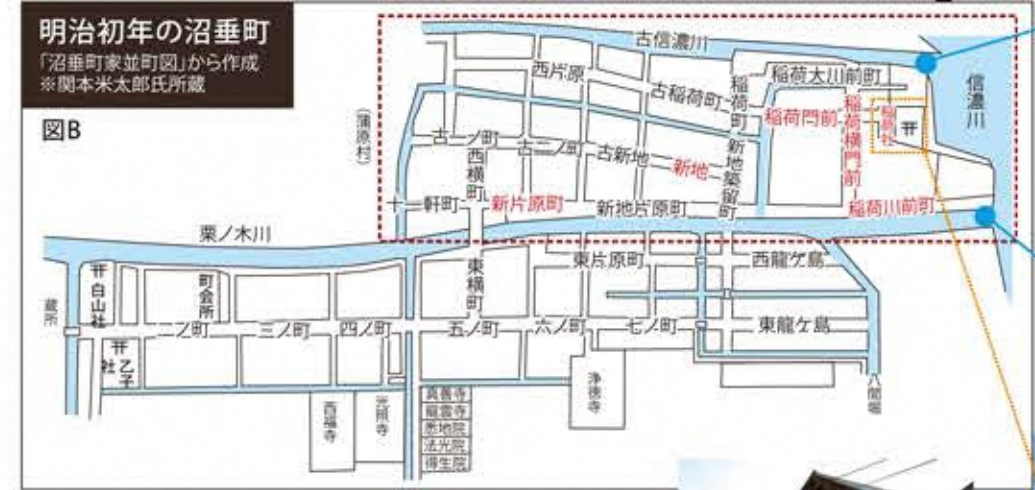 明治初年の沼垂町
「沼垂町家並町図」から作成
※関本米太郎氏所蔵
図B
古信濃川
信濃川
西片原
古稲荷町
稲荷町
稲荷太川前町
稲荷門前
稲荷横門前
稲荷社
(蒲原村)
古一ノ町
西横町
古二ノ町
古新地
新地
新地築留町
十一軒町
新片原町
新地片原町
稲荷川前町
栗ノ木川
蔵所
白山社
町会所
東横町
東片原町
西龍ケ島
二ノ町
三ノ町
四ノ町
五ノ町
六ノ町
七ノ町
東龍ケ島
乙子社
西福寺
浄徳寺
八間堀
真善寺
龍雲寺
悉地院
法光院
得生院